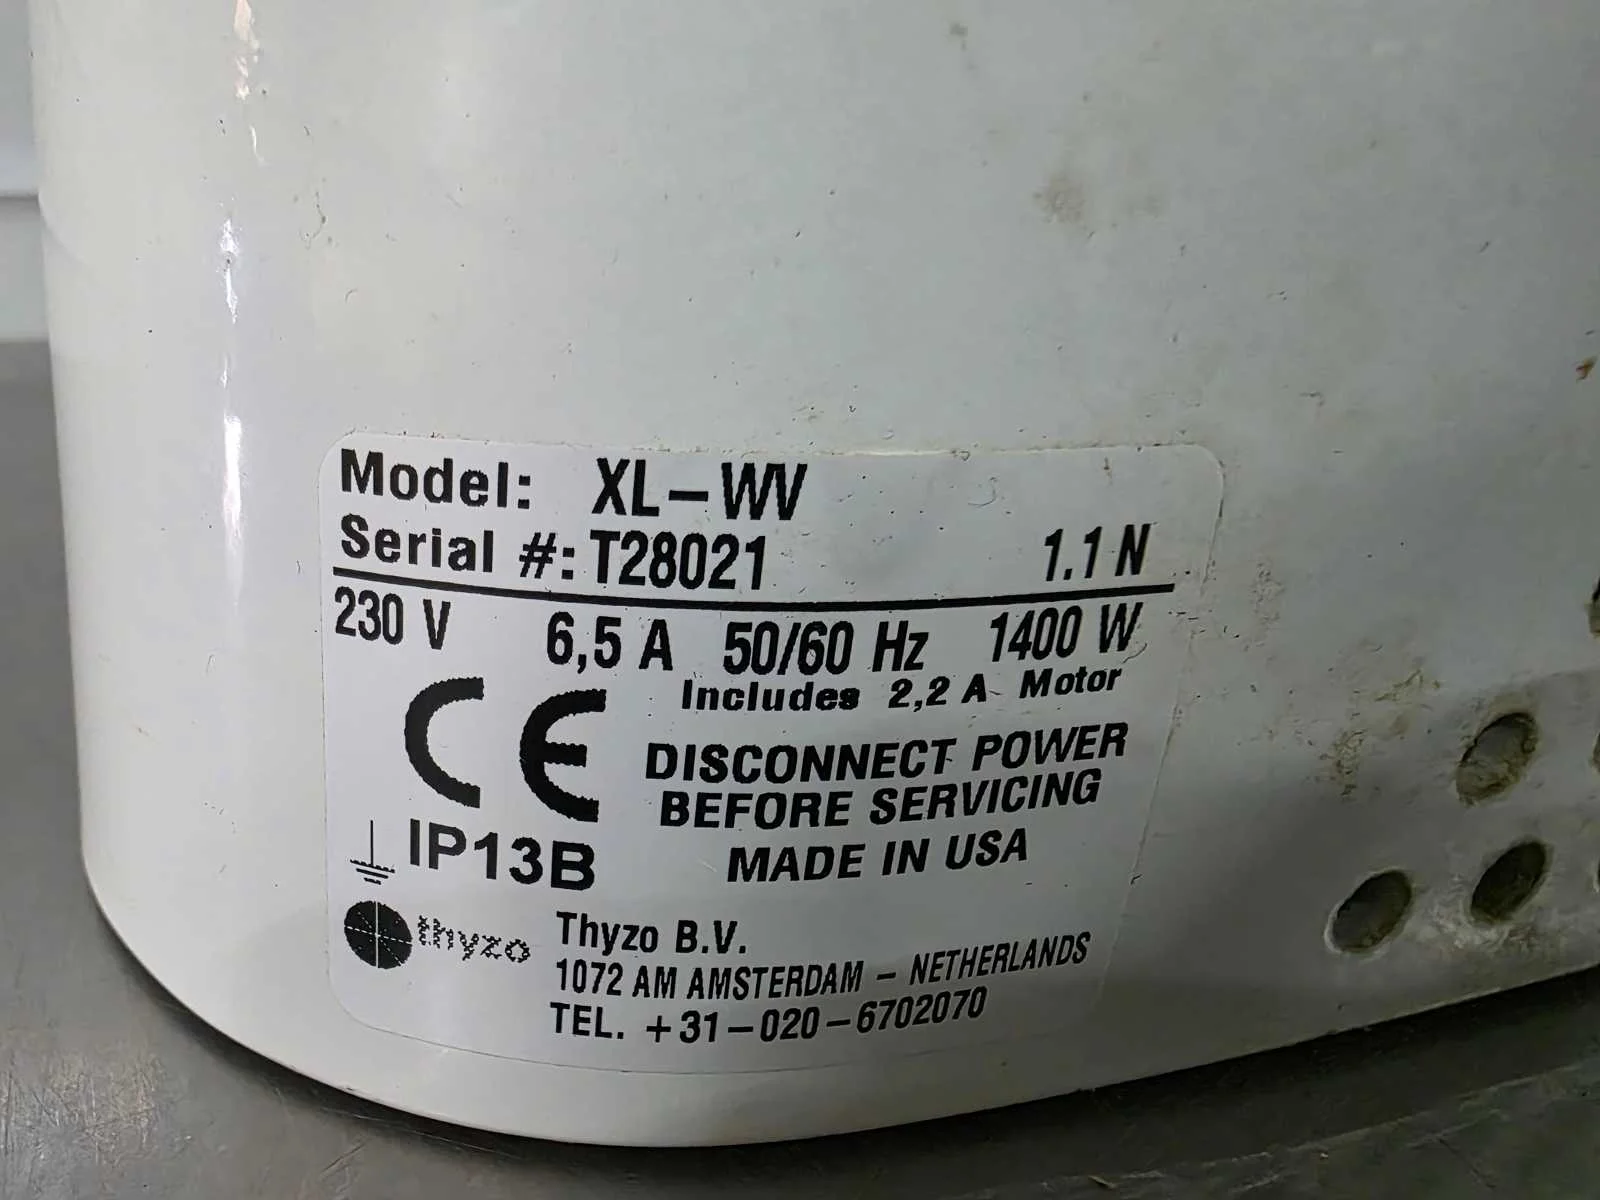 Model: XL-WV
Serial #: T28021 1.1 N
230 V 6,5 A 50/60 Hz 1400 W
Includes 2,2 A Motor
CE
DISCONNECT POWER
BEFORE SERVICING
IP13B
MADE IN USA
thyzo
Thyzo B.V.
1072 AM AMSTERDAM - NETHERLANDS
TEL. +31-020-6702070